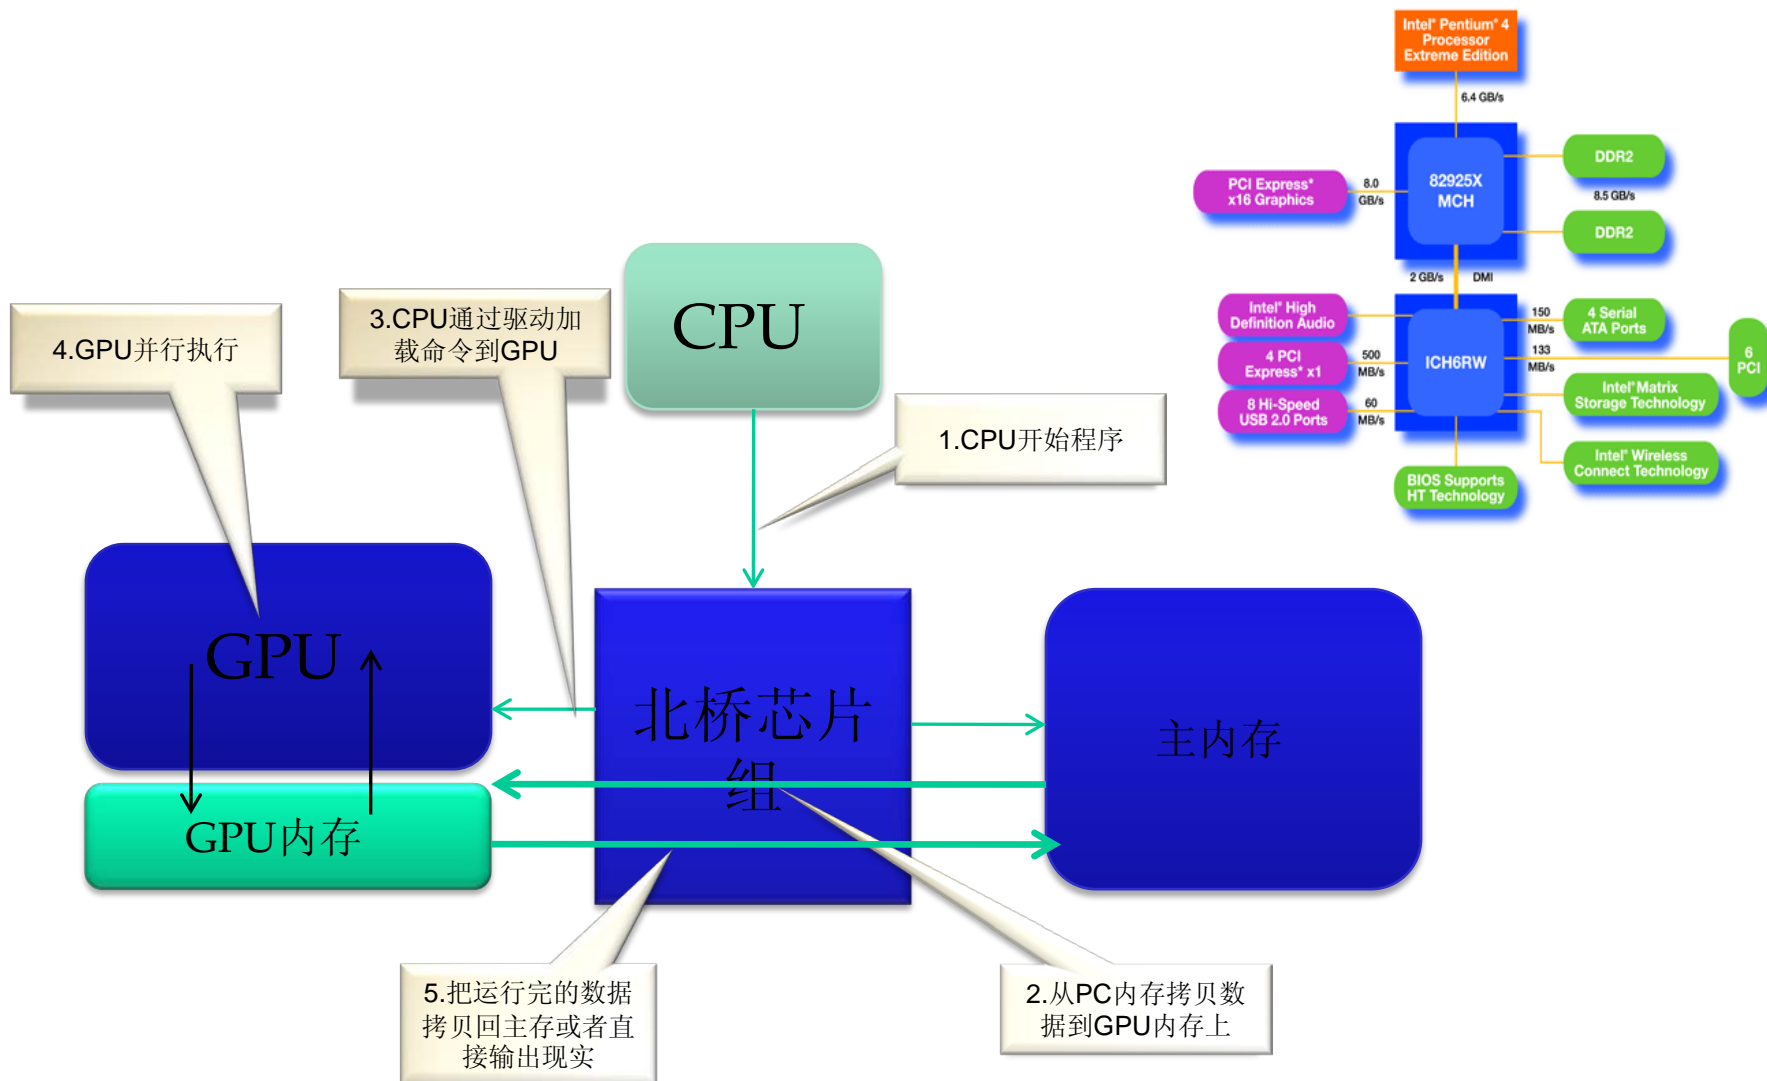 Intel® Pentium® 4
Processor
Extreme Edition
6.4 GB/s
PCI Express*
x16 Graphics
8.0
GB/s
82925X
MCH
DDR2
8.5 GB/s
DDR2
2 GB/s
DMI
Intel® High
Definition Audio
4 PCI
Express* x1
500
MB/s
8 Hi-Speed
USB 2.0 Ports
60
MB/s
ICH6RW
150
MB/s
4 Serial
ATA Ports
133
MB/s
6
PCI
Intel® Matrix
Storage Technology
Intel® Wireless
Connect Technology
BIOS Supports
HT Technology
4.GPU并行执行
3.CPU通过驱动加
载命令到GPU
CPU
1.CPU开始程序
GPU
GPU内存
北桥芯片
组
主内存
5.把运行完的数据
拷贝回主存或者直
接输出现实
2.从PC内存拷贝数
据到GPU内存上